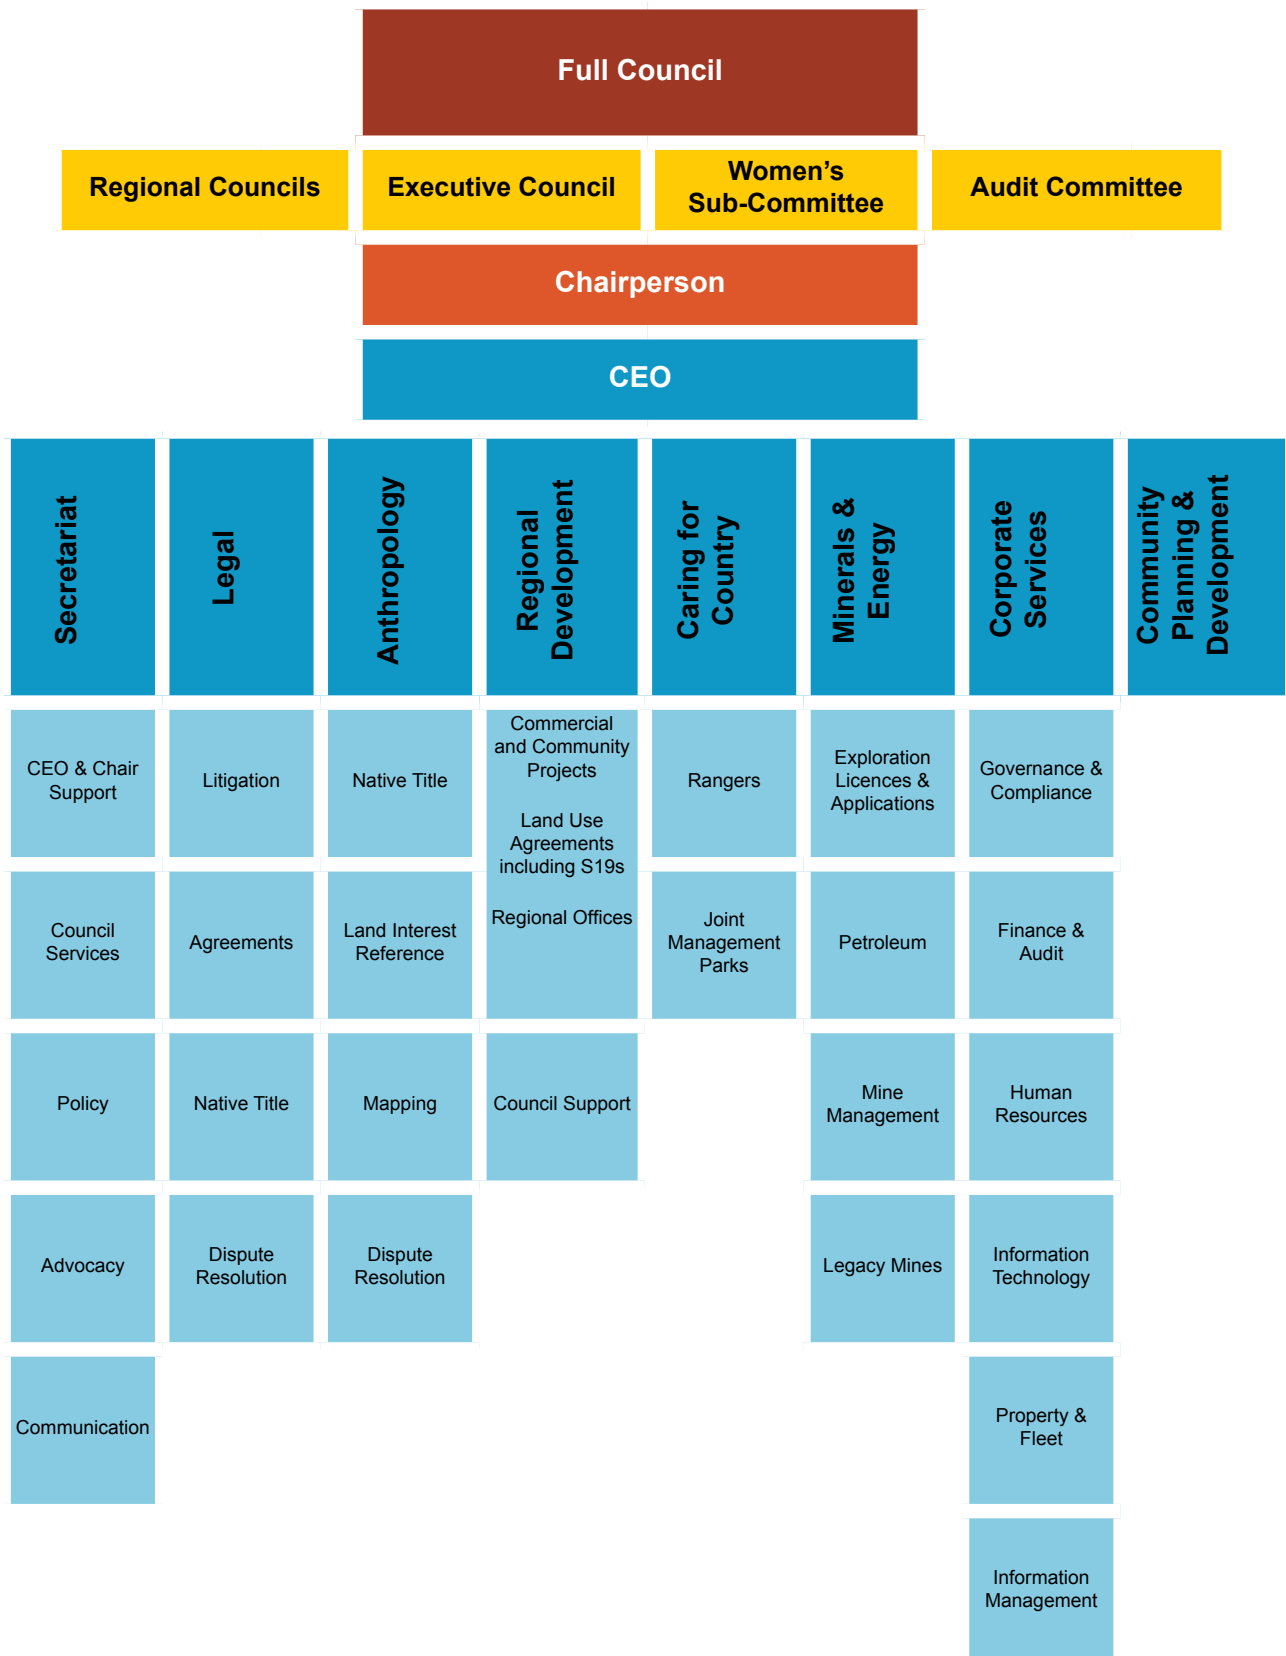 Full Council
Regional Councils
Executive Council
Women's
Sub-Committee
Audit Committee
Chairperson
CEO
Secretariat
Legal
Anthropology
Regional
Development
Caring for
Country
Minerals &
Energy
Corporate
Services
Community
Planning &
Development
CEO & Chair
Support
Council
Services
Policy
Advocacy
Communication
Litigation
Agreements
Native Title
Dispute
Resolution
Native Title
Land Interest
Reference
Mapping
Dispute
Resolution
Commercial
and Community
Projects
Land Use
Agreements
including S19s
Regional Offices
Council Support
Rangers
Joint
Management
Parks
Exploration
Licences &
Applications
Petroleum
Mine
Management
Legacy Mines
Governance &
Compliance
Finance &
Audit
Human
Resources
Information
Technology
Property &
Fleet
Information
Management